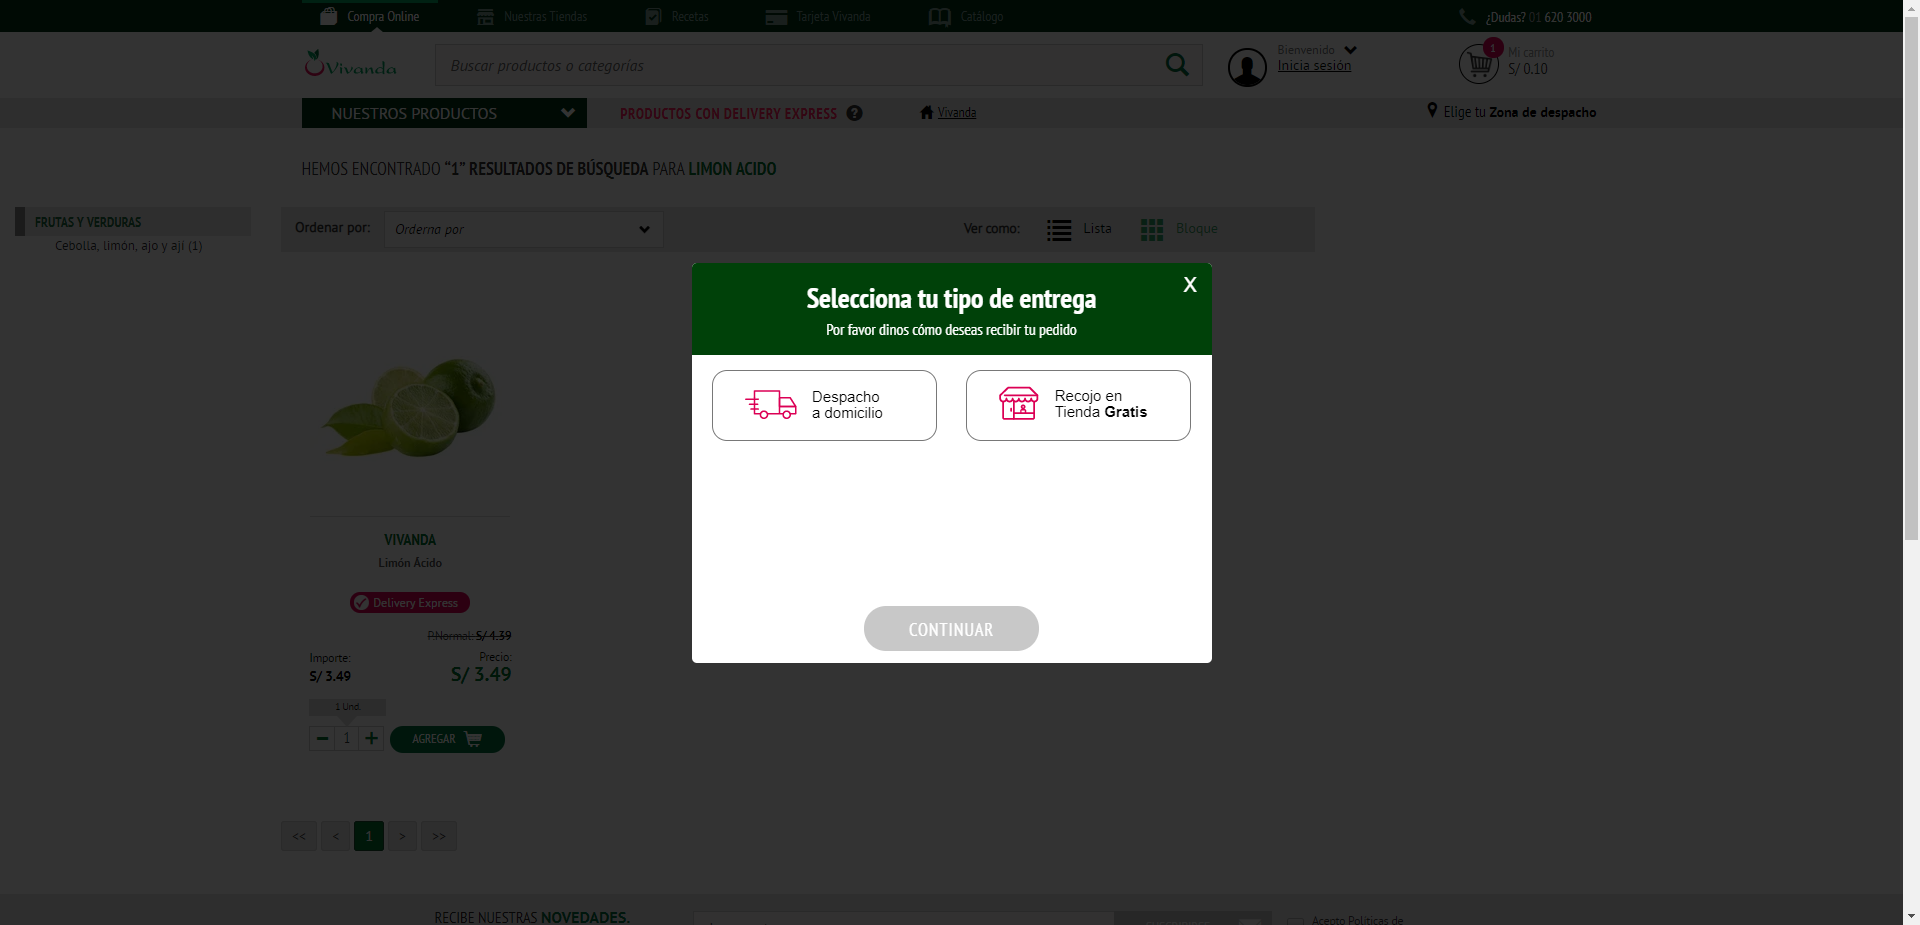 Compra Online
Nuestras Tiendas
Recetas
Tarjeta Vivanda
Catálogo
¿Dudas? 01 620 3000
Vivanda
Buscar productos o categorías
Bienvenido
Inicia sesión
1
Mi carrito
S/ 0.10
NUESTROS PRODUCTOS
PRODUCTOS CON DELIVERY EXPRESS ?
Vivanda
Elige tu Zona de despacho
HEMOS ENCONTRADO "1" RESULTADOS DE BÚSQUEDA PARA LIMON ACIDO
FRUTAS Y VERDURAS
Cebolla, limón, ajo y ají (1)
Ordenar por:
Orderna por
Ver como:
Lista
Bloque
Selecciona tu tipo de entrega
X
Por favor dinos cómo deseas recibir tu pedido
Despacho
a domicilio
Recojo en
Tienda Gratis
CONTINUAR
VIVANDA
Limón Ácido
Delivery Express
P.Normal: S/ 4.39
Importe:
S/ 3.49
Precio:
S/ 3.49
1 Und
− 1 +
AGREGAR
<< < 1 > >>
RECIBE NUESTRAS NOVEDADES.
Acepto Políticas de